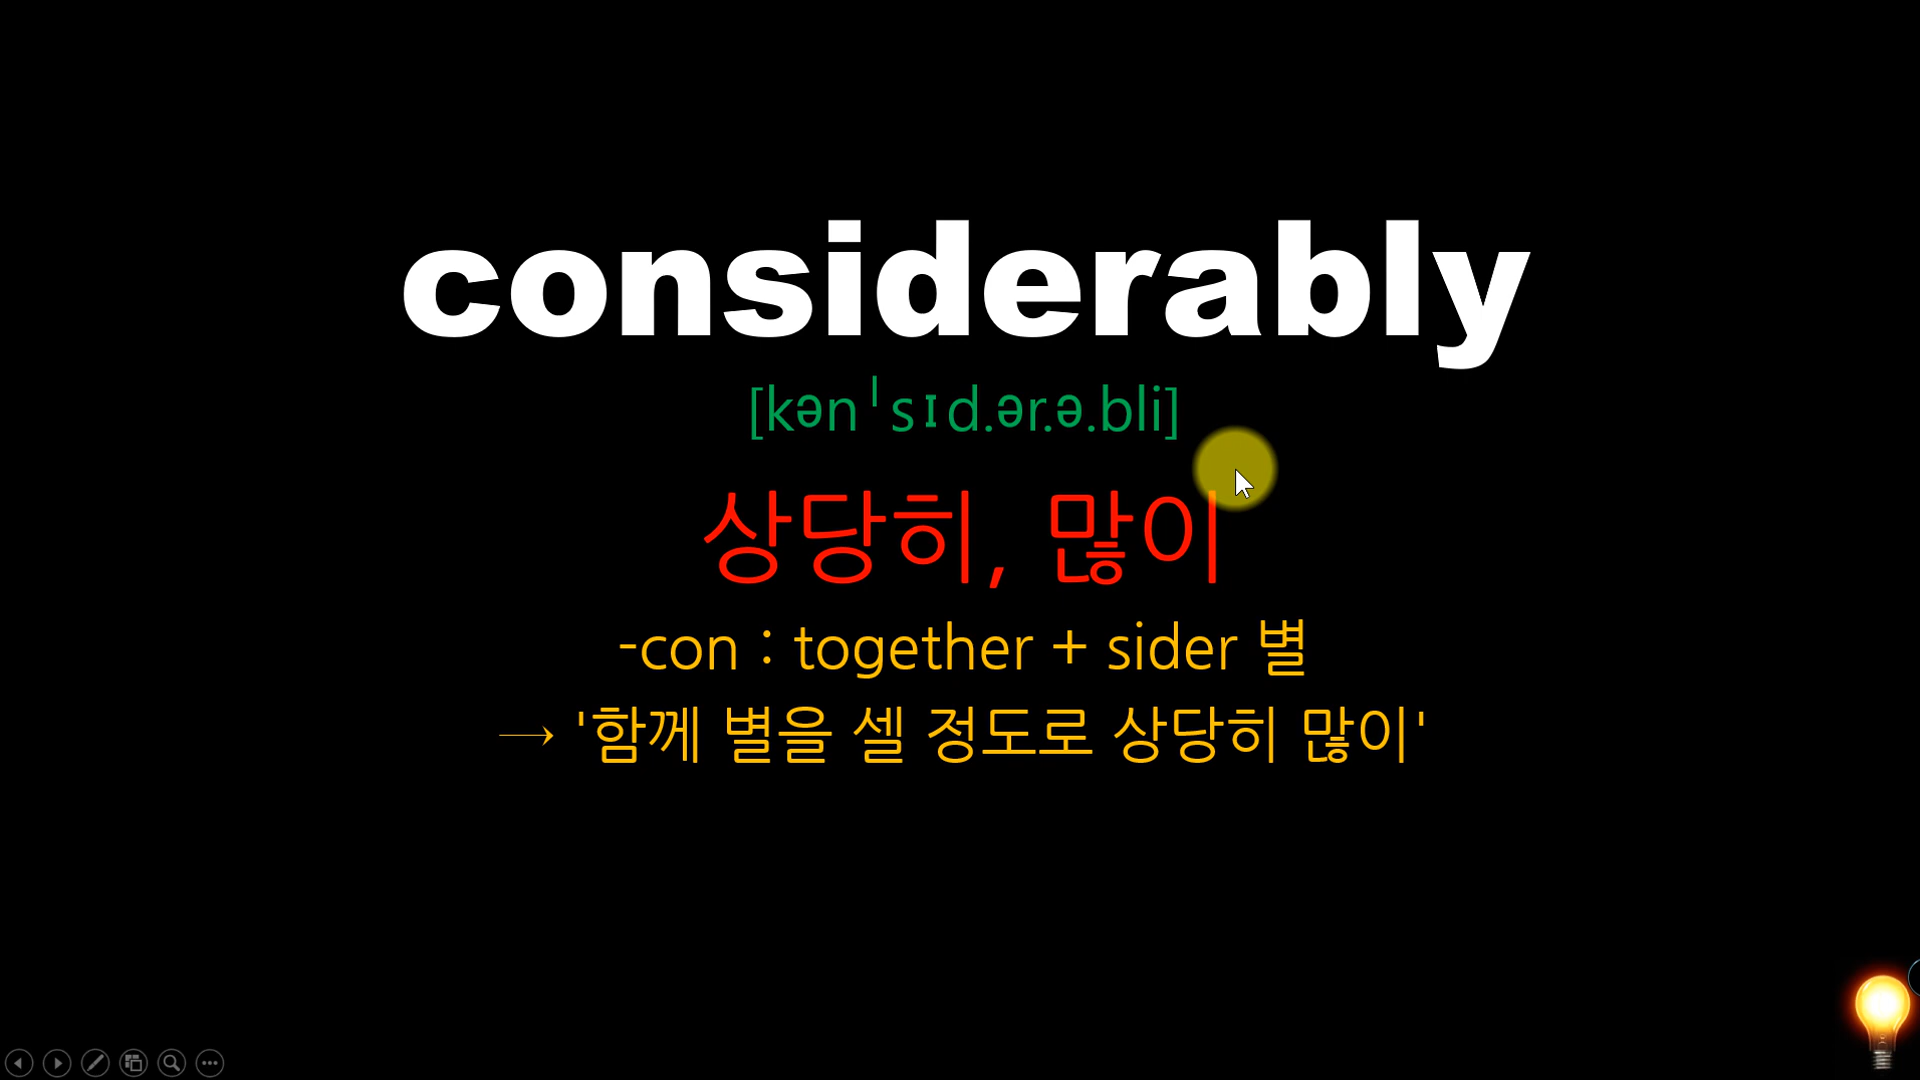 considerably
[kənˈsɪd.ər.ə.bli]
상당히, 많이
-con : together + sider 별
→ '함께 별을 셀 정도로 상당히 많이'